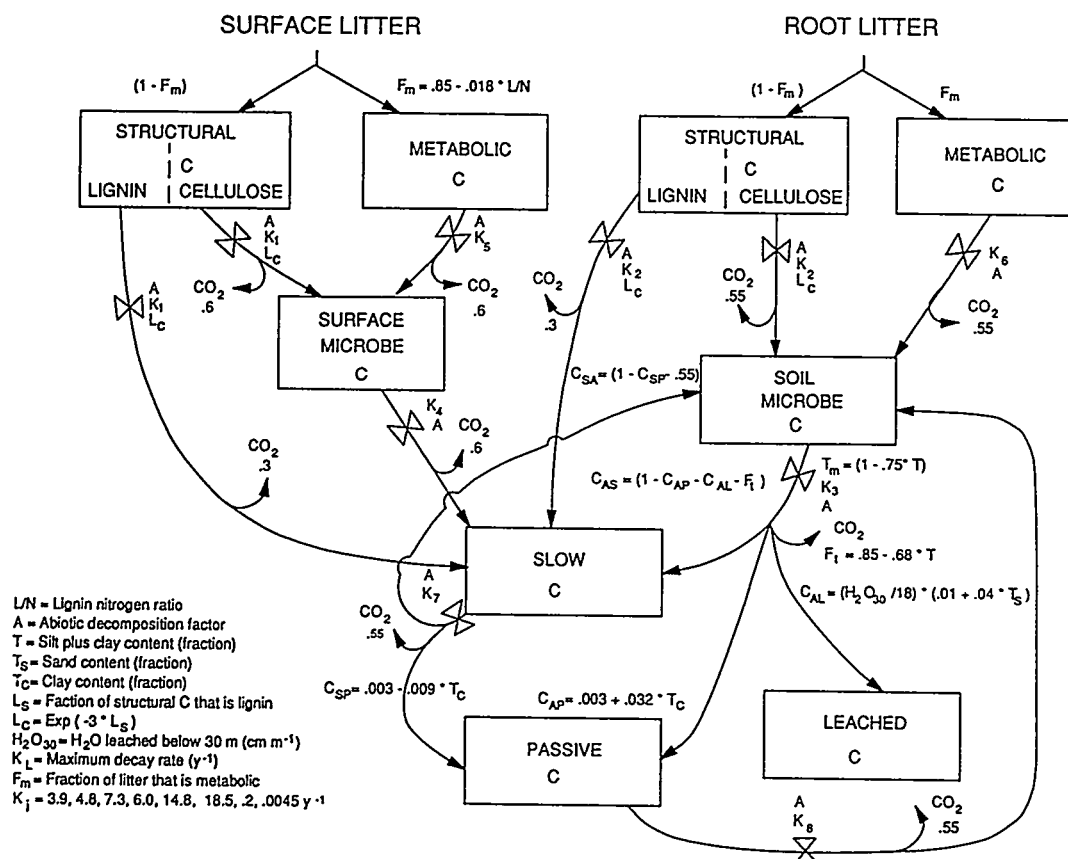 SURFACE LITTER
ROOT LITTER
(1 - Fm)
Fm = .85 - .018 * L/N
(1 - Fm)
Fm
STRUCTURAL
C
LIGNIN
CELLULOSE
METABOLIC
C
STRUCTURAL
C
LIGNIN
CELLULOSE
METABOLIC
C
A
K1
LC
CO2
.6
A
K5
CO2
.6
A
K1
LC
A
K2
LC
CO2
.3
A
K2
LC
CO2
.55
K6
A
CO2
.55
SURFACE
MICROBE
C
SOIL
MICROBE
C
CSA = (1 - CSP - .55)
K4
A
CO2
.6
CO2
.3
CAS = (1 - CAP - CAL - Ft )
Tm = (1 - .75* T)
K3
A
CO2
Ft = .85 - .68 * T
SLOW
C
A
K7
CO2
.55
CAL = (H2O30 /18) * (.01 + .04 * TS)
CSP = .003 - .009 * TC
CAP = .003 + .032 * TC
PASSIVE
C
LEACHED
C
A
K8
CO2
.55
L/N = Lignin nitrogen ratio
A = Abiotic decomposition factor
T = Silt plus clay content (fraction)
TS = Sand content (fraction)
TC = Clay content (fraction)
LS = Faction of structural C that is lignin
LC = Exp ( -3 * LS )
H2O30 = H2O leached below 30 m (cm m-1)
KL = Maximum decay rate (y-1)
Fm = Fraction of litter that is metabolic
Kj = 3.9, 4.8, 7.3, 6.0, 14.8, 18.5, .2, .0045 y-1